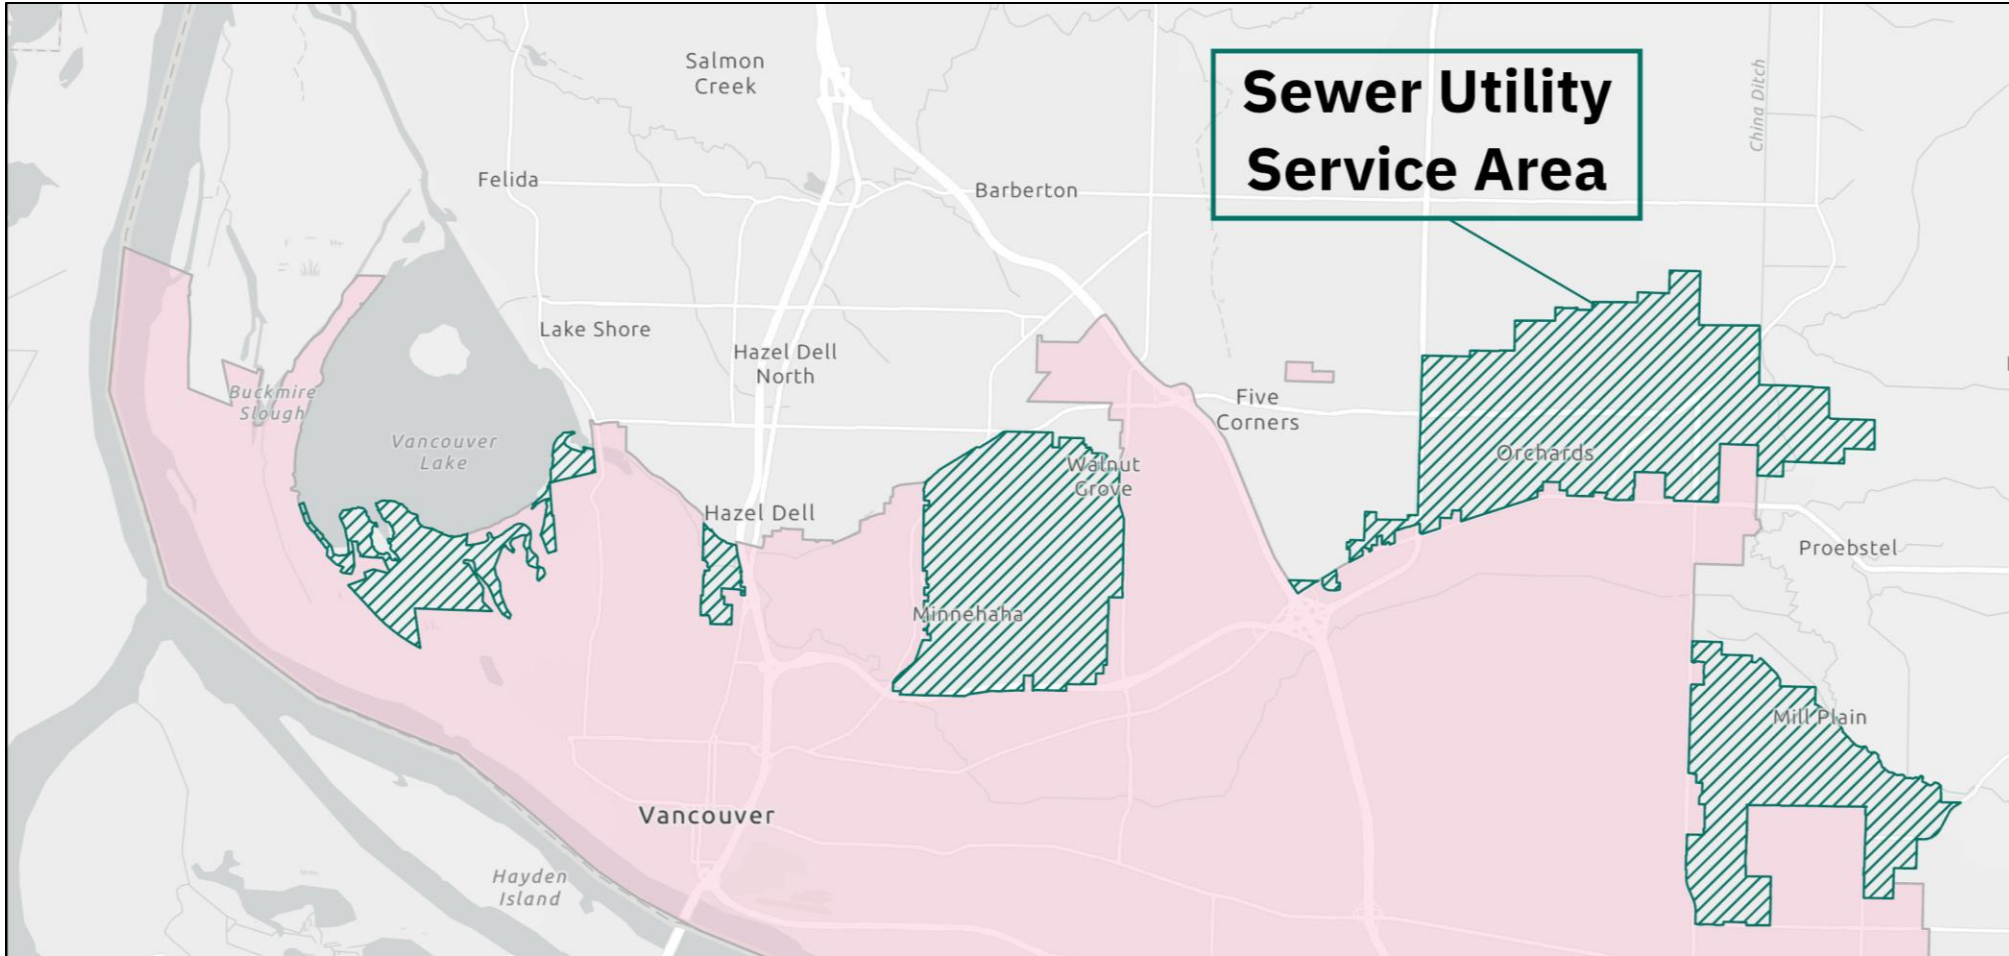 Salmon
Creek
Sewer Utility
Service Area
China Ditch
Felida
Barberton
Lake Shore
Hazel Dell
North
Buckmire
Slough
Five
Corners
Vancouver
Lake
Walnut
Grove
Orchards
Hazel Dell
Proebstel
Minnehaha
Mill Plain
Vancouver
Hayden
Island